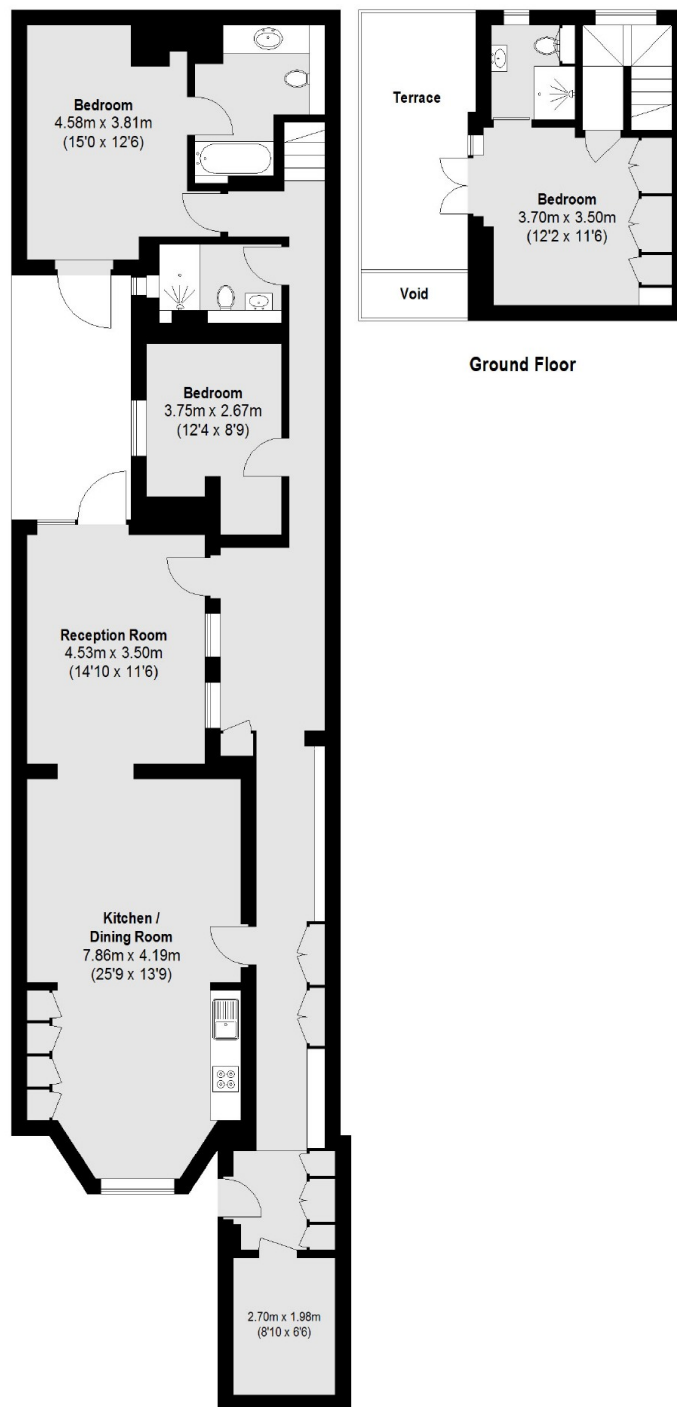 Bedroom
4.58m x 3.81m
(15'0 x 12'6)
Bedroom
3.75m x 2.67m
(12'4 x 8'9)
Reception Room
4.53m x 3.50m
(14'10 x 11'6)
Kitchen /
Dining Room
7.86m x 4.19m
(25'9 x 13'9)
2.70m x 1.98m
(8'10 x 6'6)
Terrace
Bedroom
3.70m x 3.50m
(12'2 x 11'6)
Void
Ground Floor